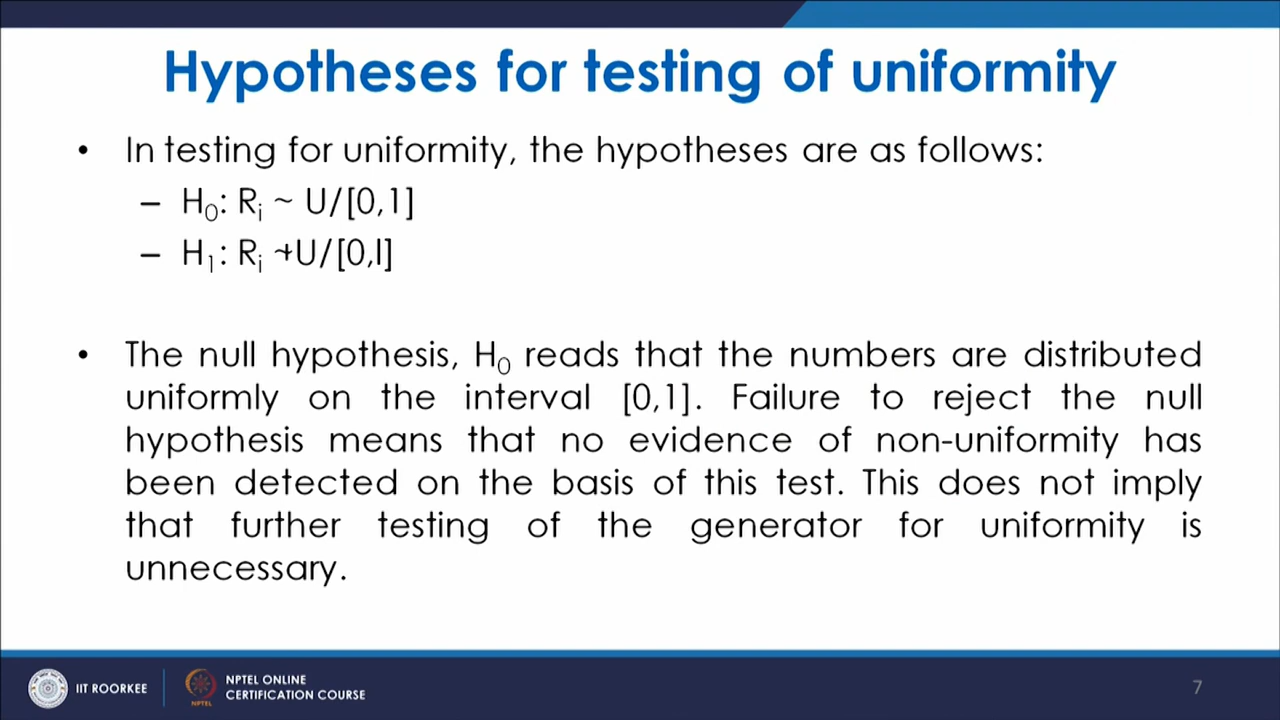 Hypotheses for testing of uniformity
• In testing for uniformity, the hypotheses are as follows:
– H₀: Rᵢ ~ U/[0,1]
– H₁: Rᵢ ≁U/[0,l]
• The null hypothesis, H₀ reads that the numbers are distributed
uniformly on the interval [0,1]. Failure to reject the null
hypothesis means that no evidence of non-uniformity has
been detected on the basis of this test. This does not imply
that further testing of the generator for uniformity is
unnecessary.
IIT ROORKEE
NPTEL
NPTEL ONLINE
CERTIFICATION COURSE
7